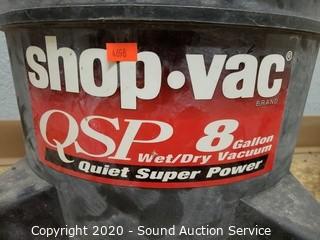 shop·vac®
BRAND
QSP 8 Gallon
Wet/Dry Vacuum
Quiet Super Power
Copyright 2020 - Sound Auction Service